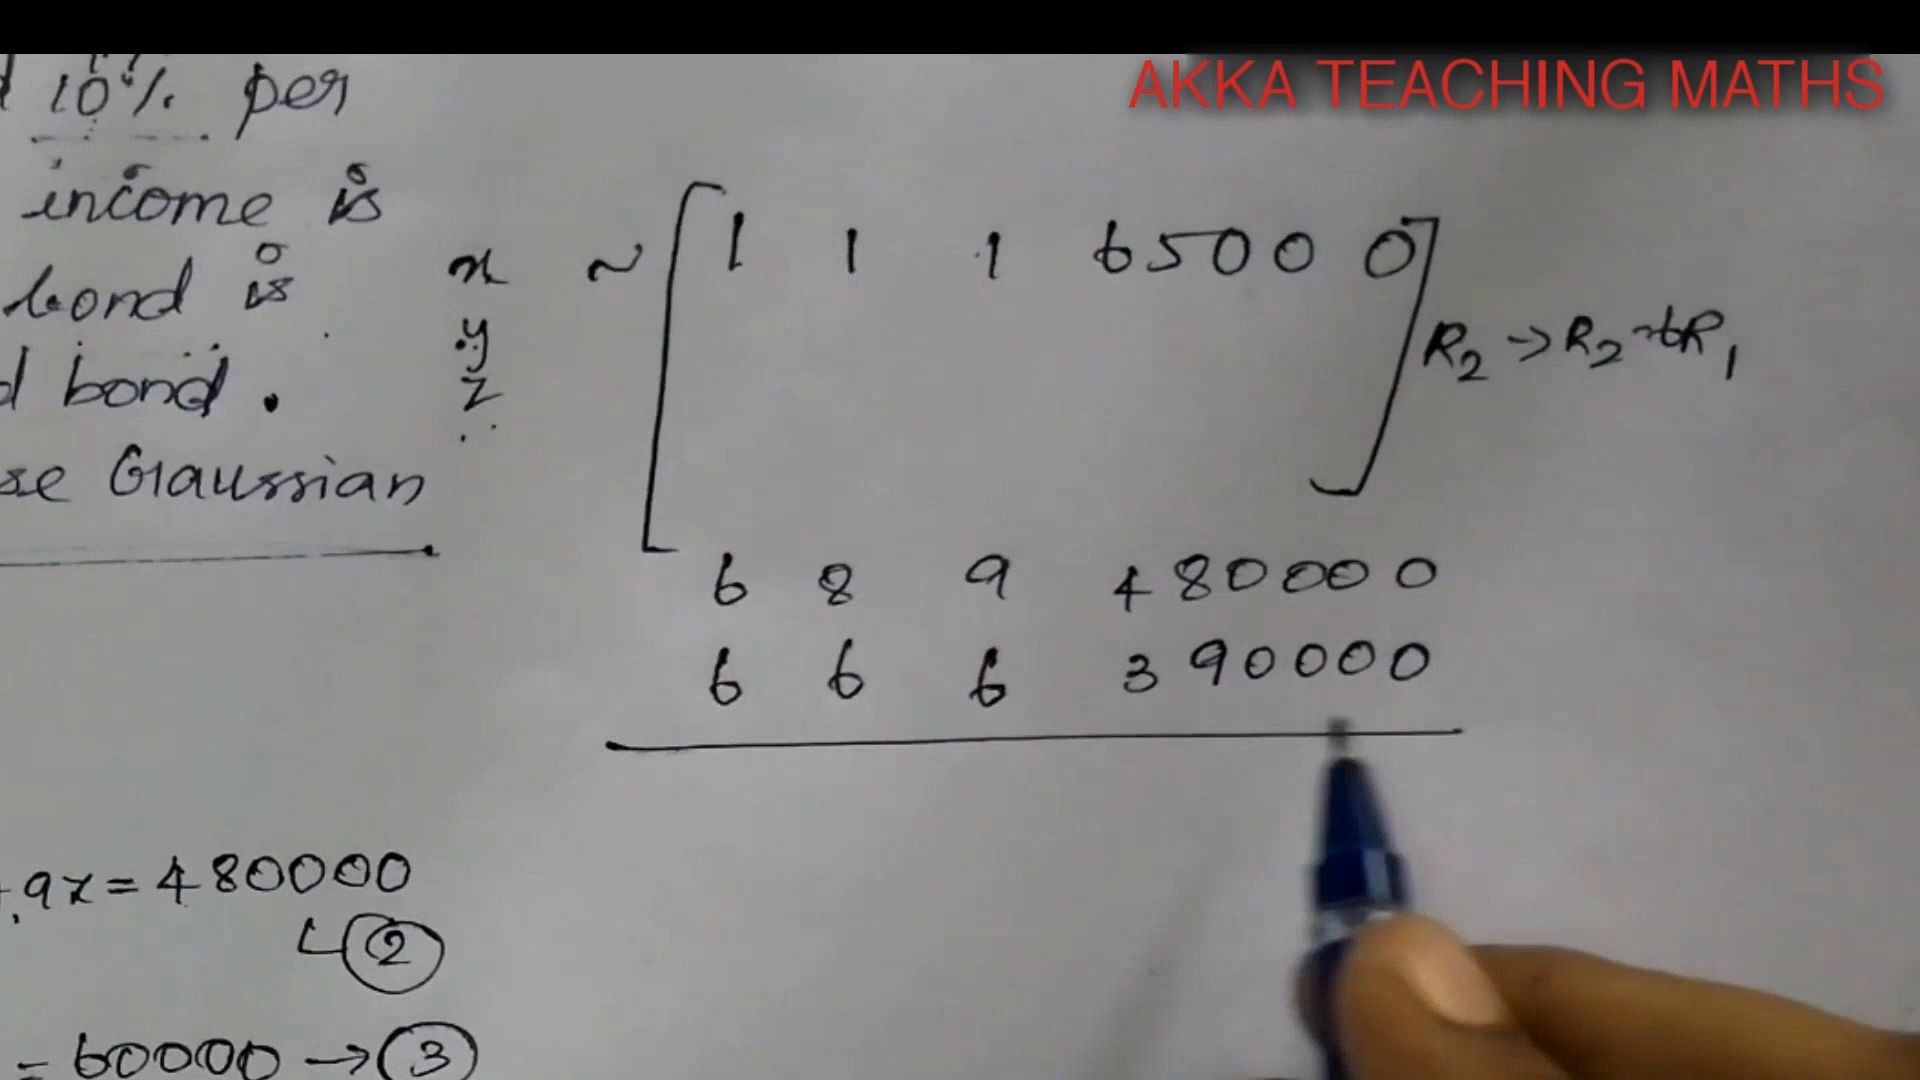 AKKA TEACHING MATHS
10% per
income is
bond is
bond.
Gaussian
x
y
z
~ [ 1 1 1 65000 0 ] R2 → R2 - 6R1
6 8 9 480000
6 6 6 390000
9z = 480000
2
= 60000 → 3